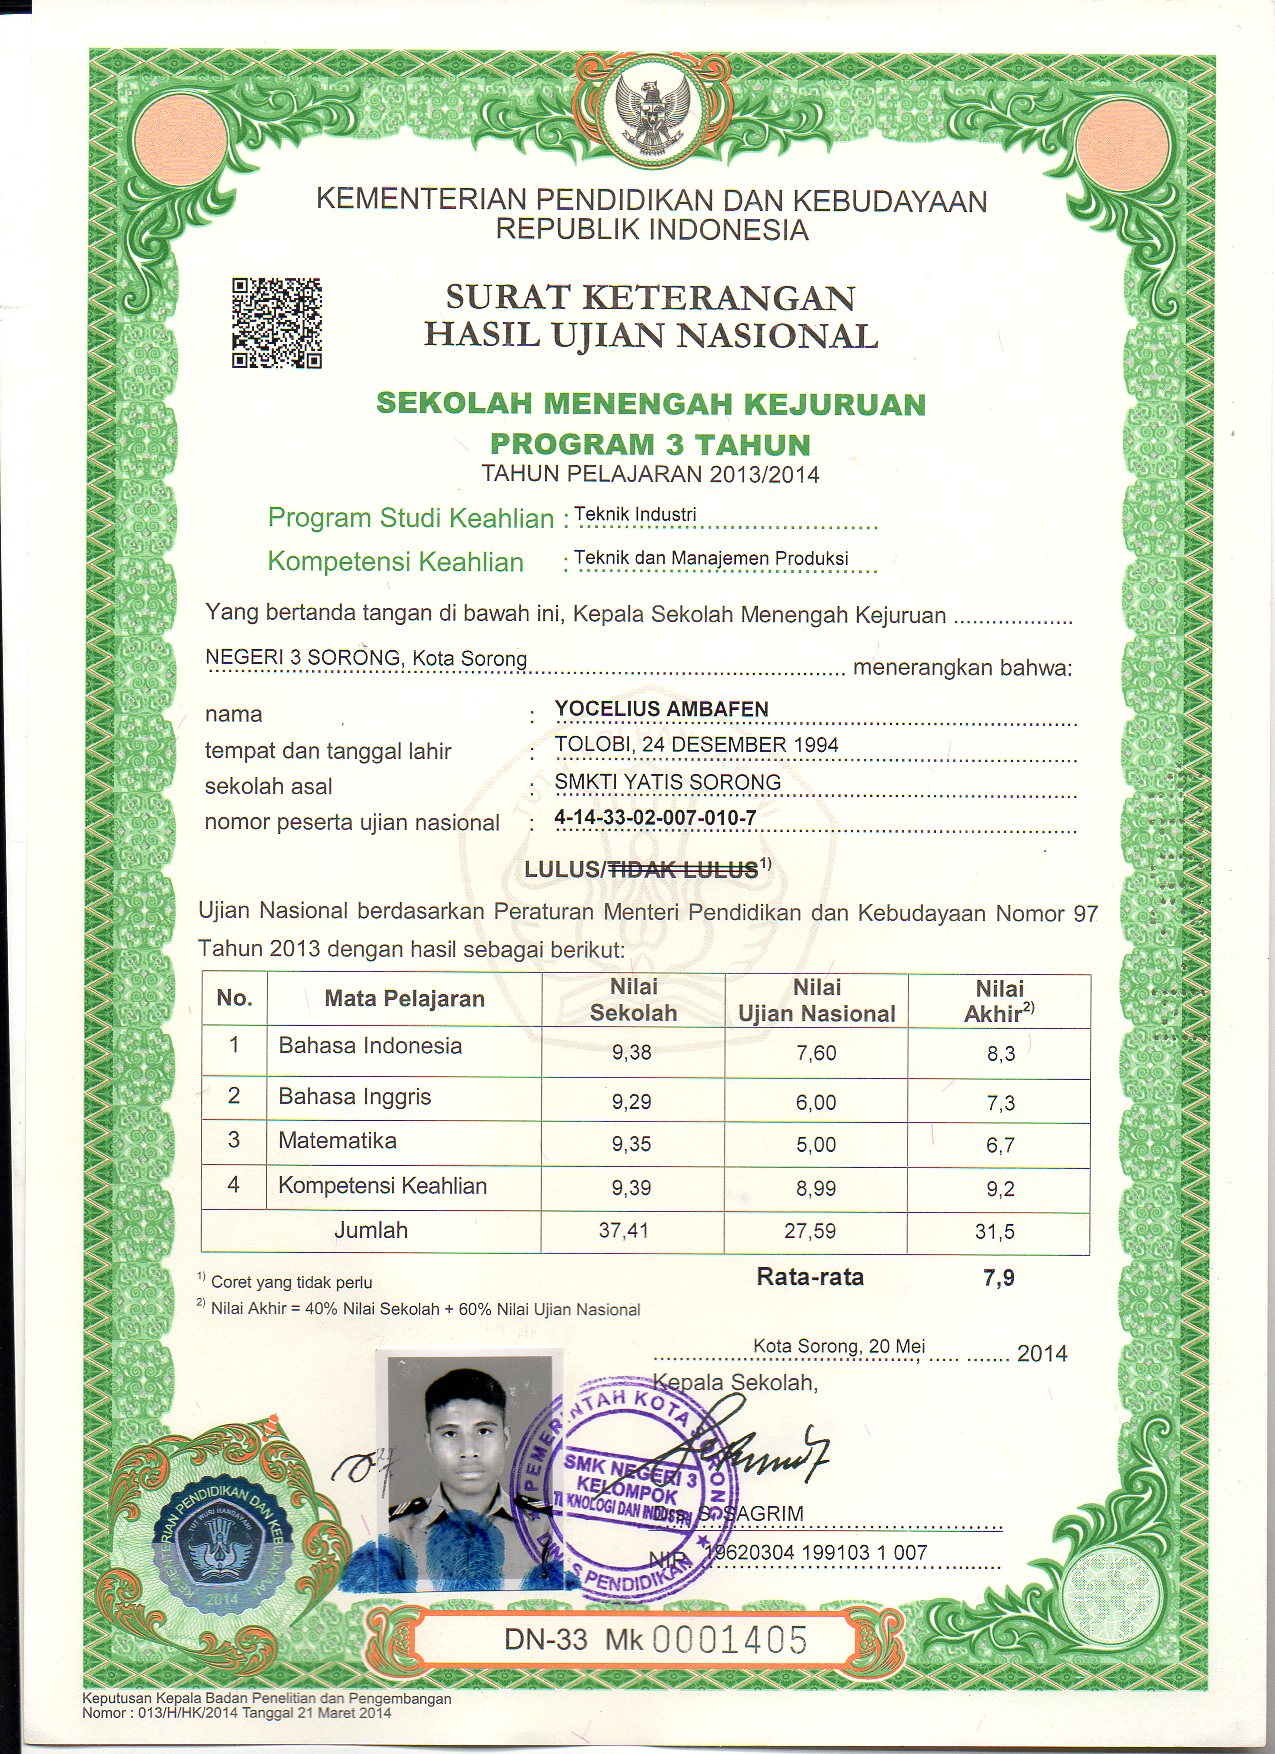 KEMENTERIAN PENDIDIKAN DAN KEBUDAYAAN
REPUBLIK INDONESIA
SURAT KETERANGAN
HASIL UJIAN NASIONAL
SEKOLAH MENENGAH KEJURUAN
PROGRAM 3 TAHUN
TAHUN PELAJARAN 2013/2014
Program Studi Keahlian : Teknik Industri
Kompetensi Keahlian : Teknik dan Manajemen Produksi
Yang bertanda tangan di bawah ini, Kepala Sekolah Menengah Kejuruan ...................
NEGERI 3 SORONG, Kota Sorong menerangkan bahwa:
nama : YOCELIUS AMBAFEN
tempat dan tanggal lahir : TOLOBI, 24 DESEMBER 1994
sekolah asal : SMKTI YATIS SORONG
nomor peserta ujian nasional : 4-14-33-02-007-010-7
LULUS/TIDAK LULUS1)
Ujian Nasional berdasarkan Peraturan Menteri Pendidikan dan Kebudayaan Nomor 97
Tahun 2013 dengan hasil sebagai berikut:
No. Mata Pelajaran Nilai Sekolah Nilai Ujian Nasional Nilai Akhir2)
1 Bahasa Indonesia 9,38 7,60 8,3
2 Bahasa Inggris 9,29 6,00 7,3
3 Matematika 9,35 5,00 6,7
4 Kompetensi Keahlian 9,39 8,99 9,2
Jumlah 37,41 27,59 31,5
Rata-rata 7,9
1) Coret yang tidak perlu
2) Nilai Akhir = 40% Nilai Sekolah + 60% Nilai Ujian Nasional
Kota Sorong, 20 Mei 2014
Kepala Sekolah,
PEMERINTAH KOTA SORONG
SMK NEGERI 3
KELOMPOK
TEKNOLOGI DAN INDUSTRI
DINAS PENDIDIKAN
Drs. S. SAGRIM
NIP. 19620304 199103 1 007
KEMENTERIAN PENDIDIKAN DAN KEBUDAYAAN
TUT WURI HANDAYANI
2014
DN-33 Mk 0001405
Keputusan Kepala Badan Penelitian dan Pengembangan
Nomor : 013/H/HK/2014 Tanggal 21 Maret 2014